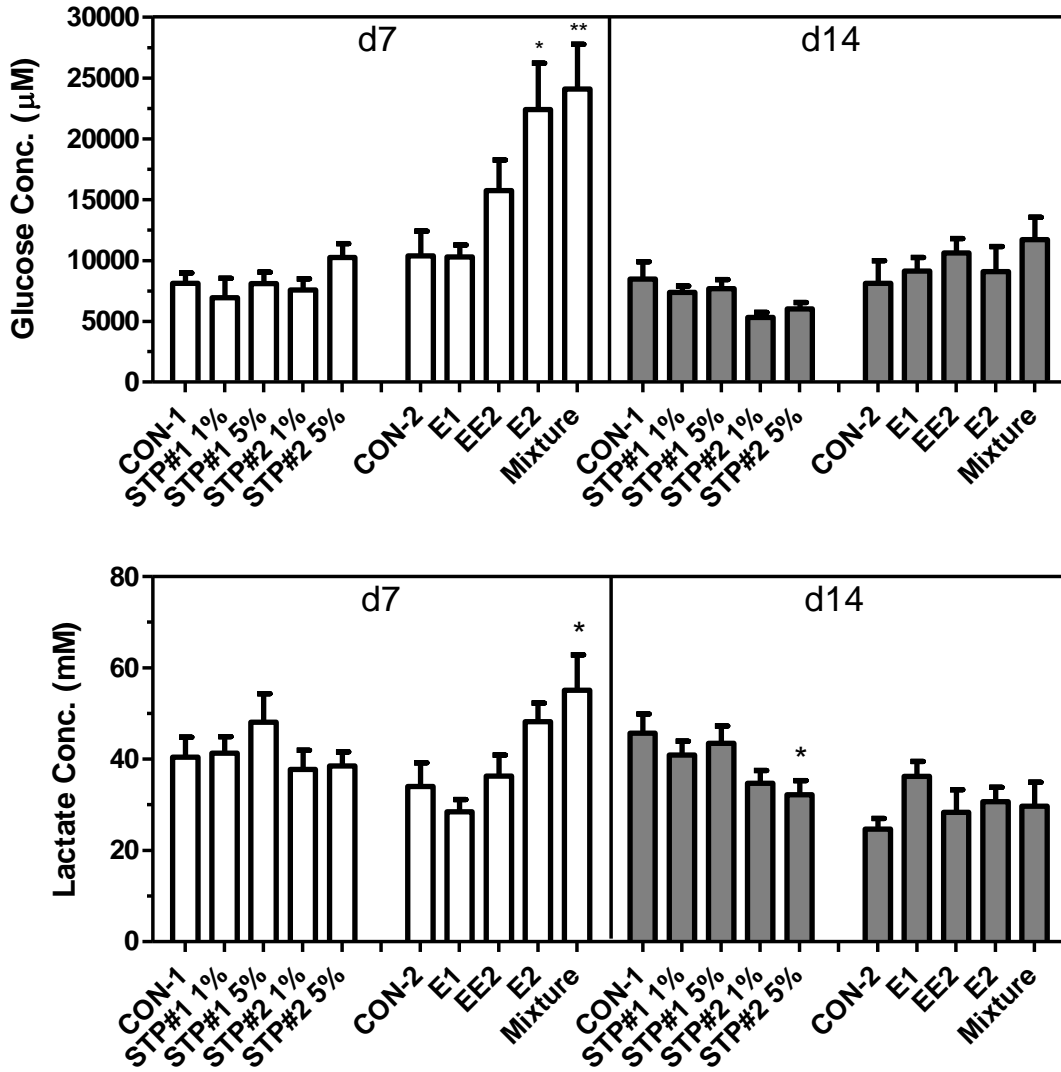 30000
25000
20000
15000
10000
5000
0
Glucose Conc. (μM)
d7
* **
d14
CON-1
STP#1 1%
STP#1 5%
STP#2 1%
STP#2 5%
CON-2
E1
EE2
E2
Mixture
CON-1
STP#1 1%
STP#1 5%
STP#2 1%
STP#2 5%
CON-2
E1
EE2
E2
Mixture
80
60
40
20
0
Lactate Conc. (mM)
d7
*
d14
*
CON-1
STP#1 1%
STP#1 5%
STP#2 1%
STP#2 5%
CON-2
E1
EE2
E2
Mixture
CON-1
STP#1 1%
STP#1 5%
STP#2 1%
STP#2 5%
CON-2
E1
EE2
E2
Mixture